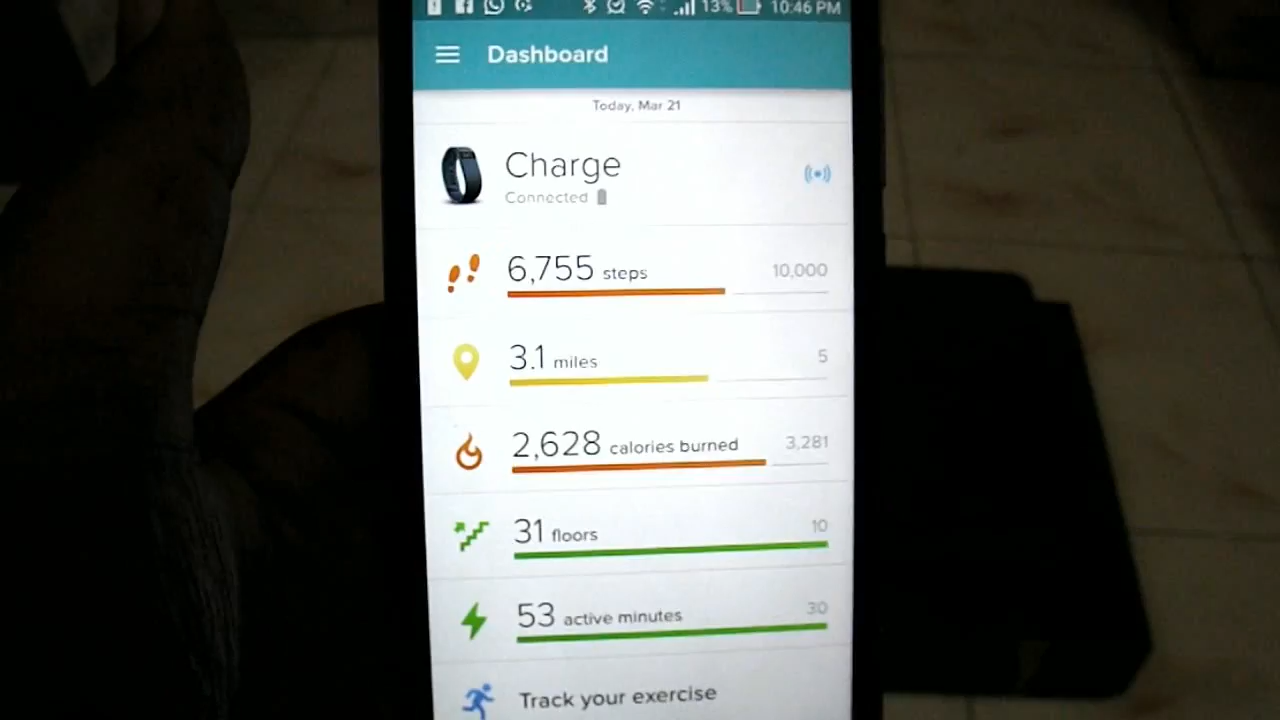 13% 10:46 PM
Dashboard
Today, Mar 21
Charge
Connected
6,755 steps 10,000
3.1 miles 5
2,628 calories burned 3,281
31 floors 10
53 active minutes 30
Track your exercise